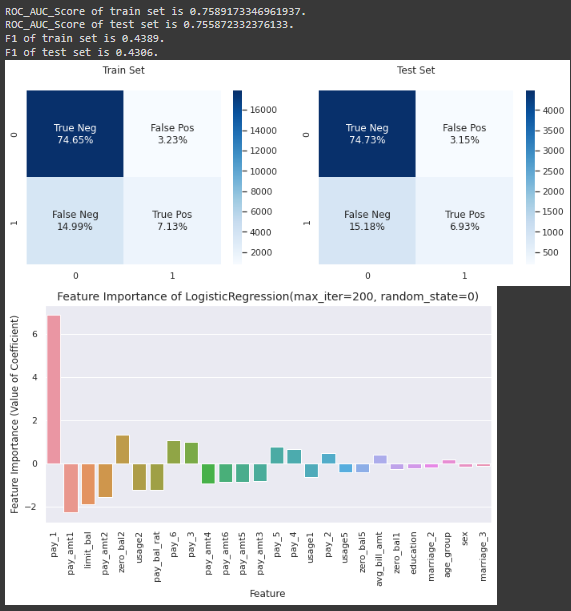 ROC_AUC_Score of train set is 0.7589173346961937.
ROC_AUC_Score of test set is 0.755872332376133.
F1 of train set is 0.4389.
F1 of test set is 0.4306.
Train Set
0
1
True Neg
74.65%
False Pos
3.23%
False Neg
14.99%
True Pos
7.13%
0
1
16000
14000
12000
10000
8000
6000
4000
2000
Test Set
0
1
True Neg
74.73%
False Pos
3.15%
False Neg
15.18%
True Pos
6.93%
0
1
4000
3500
3000
2500
2000
1500
1000
500
Feature Importance of LogisticRegression(max_iter=200, random_state=0)
Feature Importance (Value of Coefficient)
6
4
2
0
−2
pay_1
pay_amt1
limit_bal
pay_amt2
zero_bal2
usage2
pay_bal_rat
pay_6
pay_3
pay_amt4
pay_amt6
pay_amt5
pay_amt3
pay_5
pay_4
usage1
pay_2
usage5
zero_bal5
avg_bill_amt
zero_bal1
education
marriage_2
age_group
sex
marriage_3
Feature